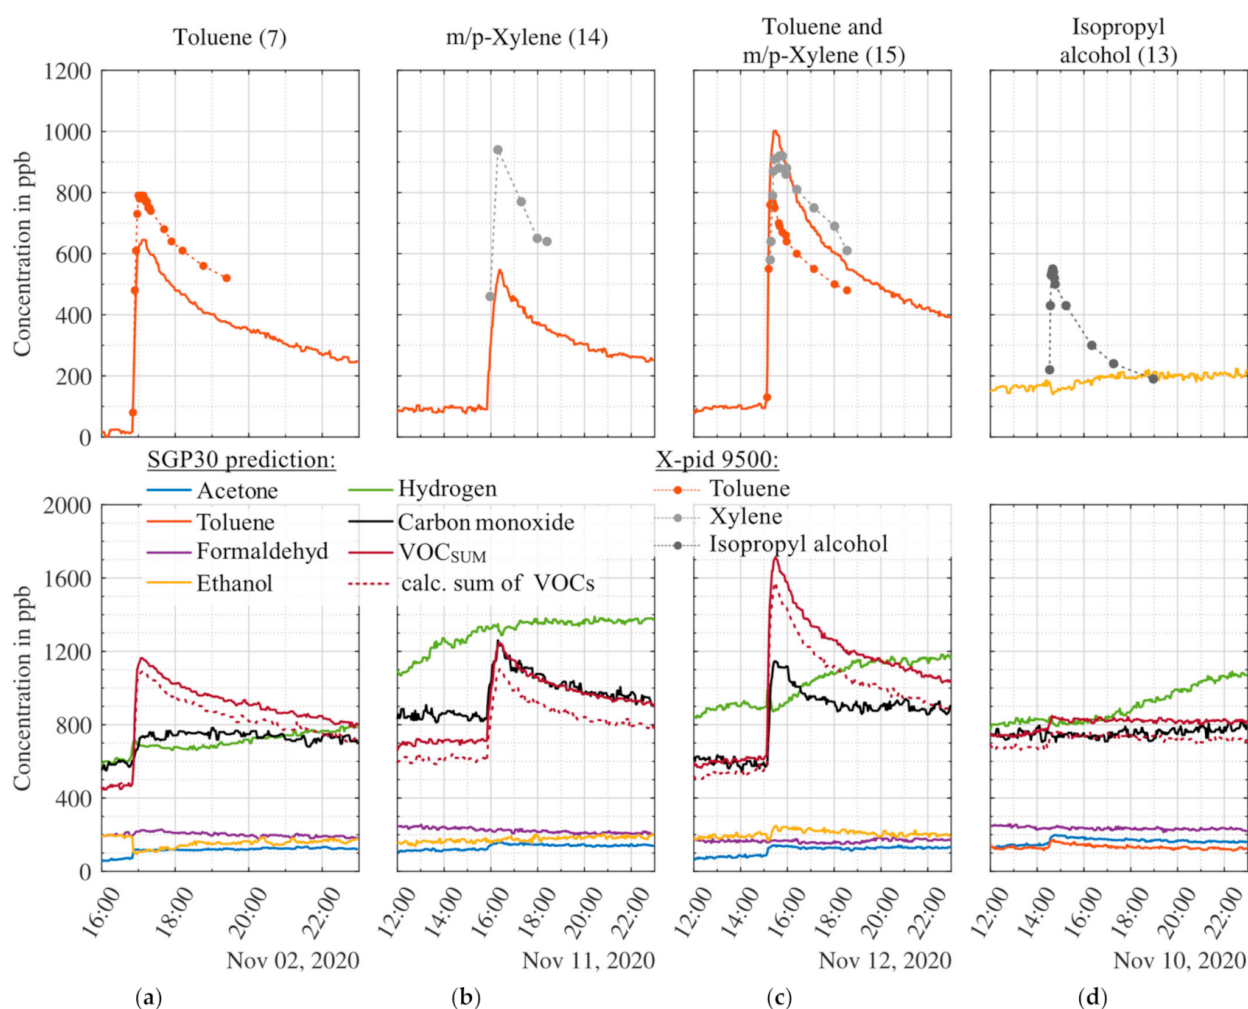 Toluene (7)
m/p-Xylene (14)
Toluene and
m/p-Xylene (15)
Isopropyl
alcohol (13)
Concentration in ppb
1200
1000
800
600
400
200
0
SGP30 prediction:
Acetone
Toluene
Formaldehyd
Ethanol
Hydrogen
Carbon monoxide
VOCSUM
calc. sum of VOCs
X-pid 9500:
Toluene
Xylene
Isopropyl alcohol
Concentration in ppb
2000
1600
1200
800
400
0
16:00
18:00
20:00
22:00
Nov 02, 2020
12:00
14:00
16:00
18:00
20:00
22:00
Nov 11, 2020
12:00
14:00
16:00
18:00
20:00
22:00
Nov 12, 2020
12:00
14:00
16:00
18:00
20:00
22:00
Nov 10, 2020
(a)
(b)
(c)
(d)